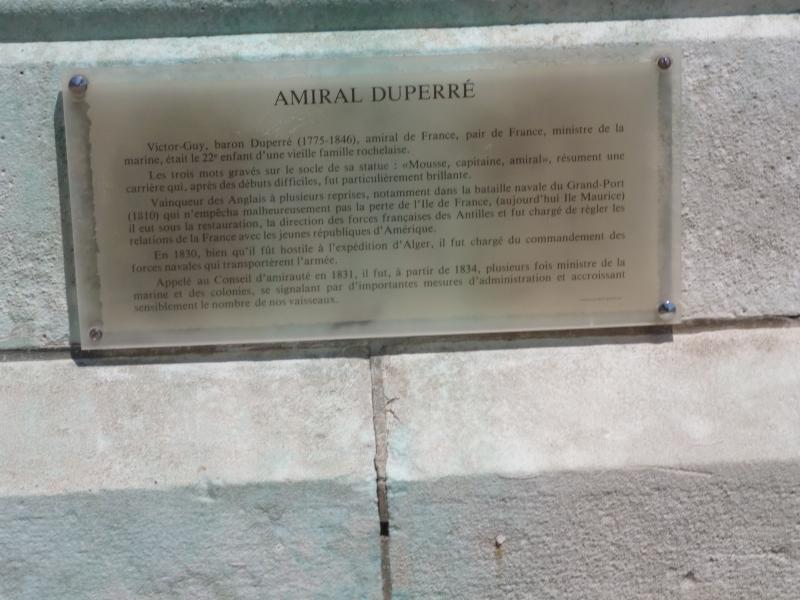 AMIRAL DUPERRÉ
Victor-Guy, baron Duperré (1775-1846), amiral de France, pair de France, ministre de la
marine, était le 22e enfant d'une vieille famille rochelaise.
Les trois mots gravés sur le socle de sa statue : «Mousse, capitaine, amiral», résument une
carrière qui, après des débuts difficiles, fut particulièrement brillante.
Vainqueur des Anglais à plusieurs reprises, notamment dans la bataille navale du Grand-Port
(1810) qui n'empêcha malheureusement pas la perte de l'Ile de France, (aujourd'hui Ile Maurice)
il eut sous la restauration, la direction des forces françaises des Antilles et fut chargé de règler les
relations de la France avec les jeunes républiques d'Amérique.
En 1830, bien qu'il fût hostile à l'expédition d'Alger, il fut chargé du commandement des
forces navales qui transportèrent l'armée.
Appelé au Conseil d'amirauté en 1831, il fut, à partir de 1834, plusieurs fois ministre de la
marine et des colonies, se signalant par d'importantes mesures d'administration et accroissant
sensiblement le nombre de nos vaisseaux.